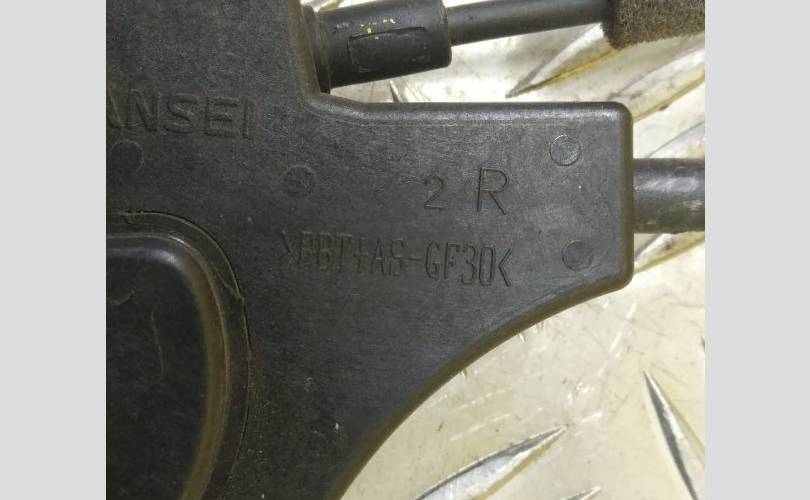 ANSEI
2 R
>PBT+AS-GF30<